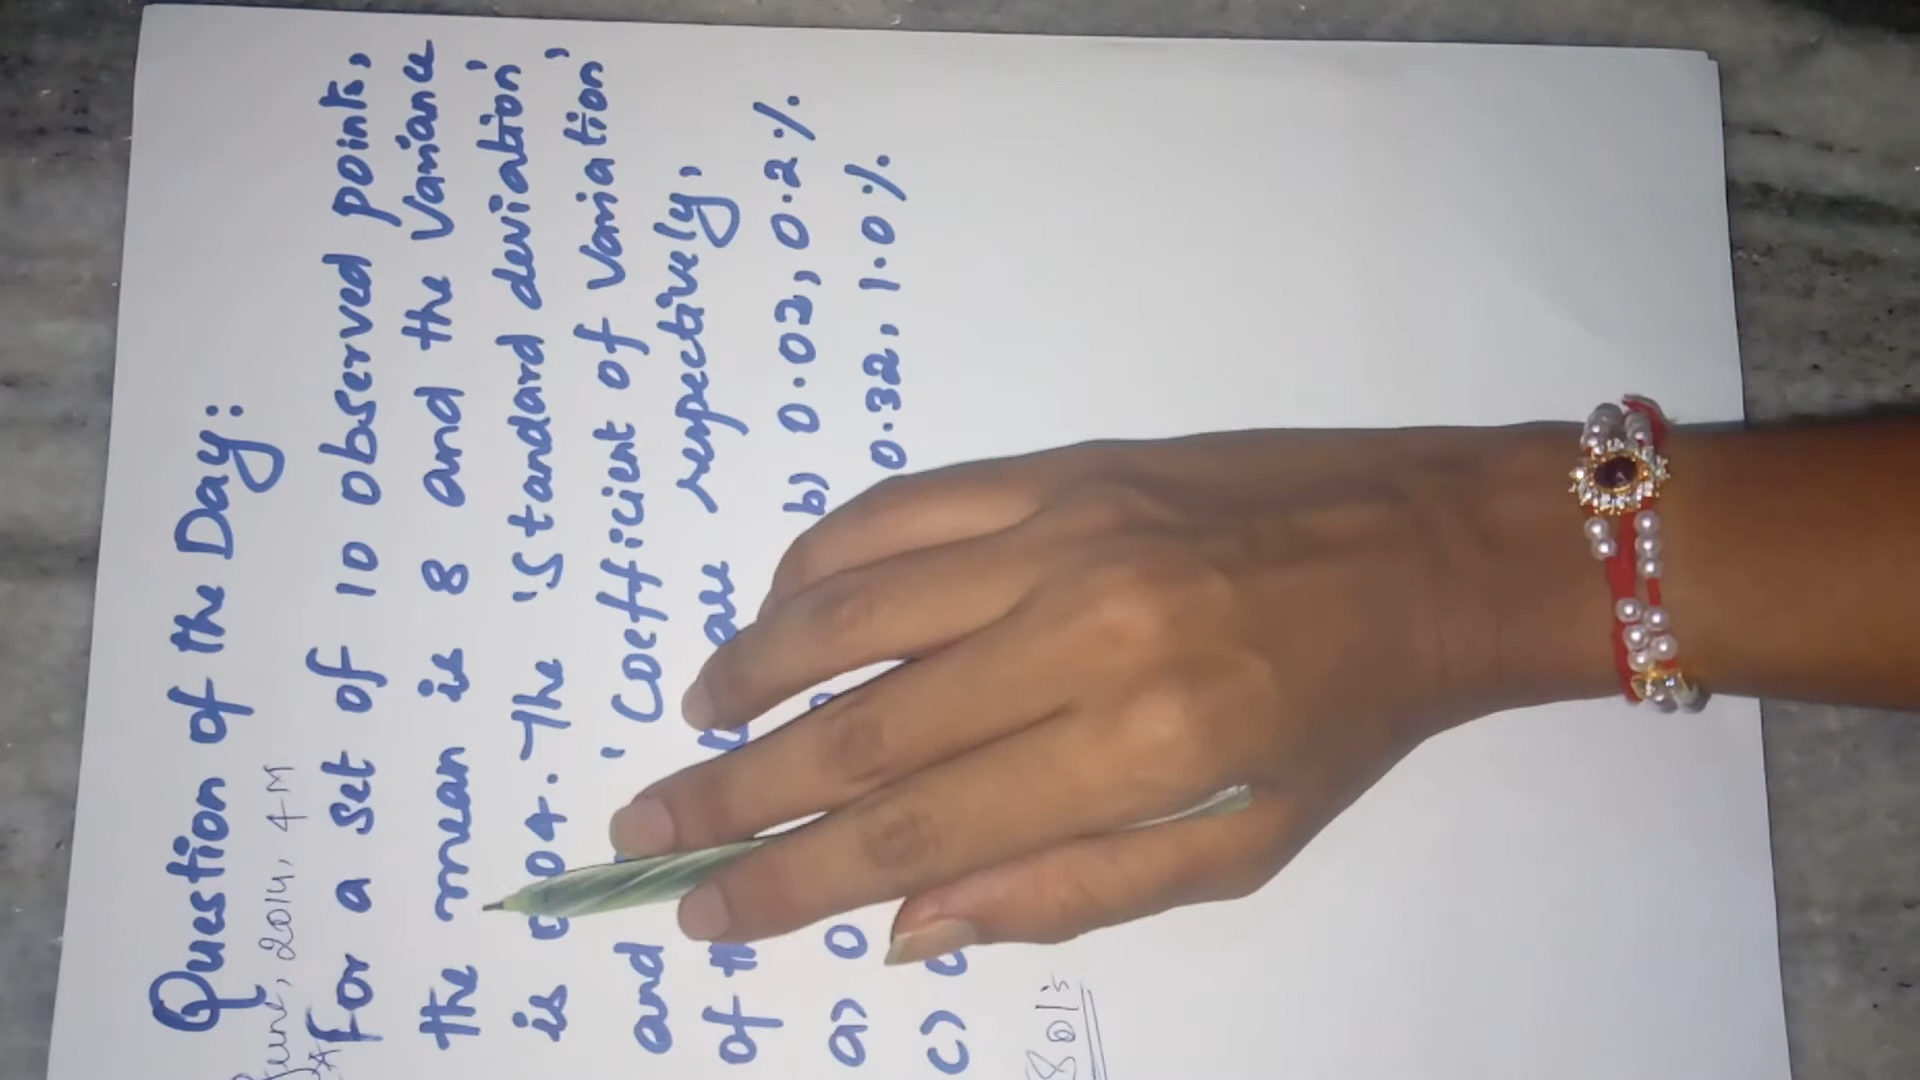 Question of the Day:
June, 2014, 4M
For a set of 10 observed points,
the mean is 8 and the Variance
is 04. The 'Standard deviation'
and 'Coefficient of Variation'
of are respectively,
a) 0 b) 0.02, 0.2%
c) 0.32, 1.0%
Sol: